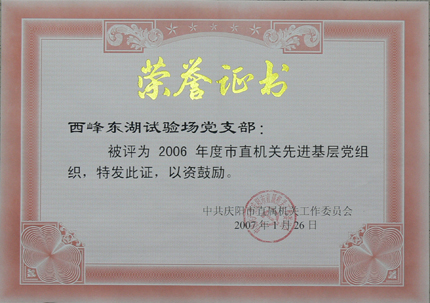 荣誉证书
西峰东湖试验场党支部：
被评为 2006 年度市直机关先进基层党组
织，特发此证，以资鼓励。
中共庆阳市直属机关工作委员会
2007年1月26日